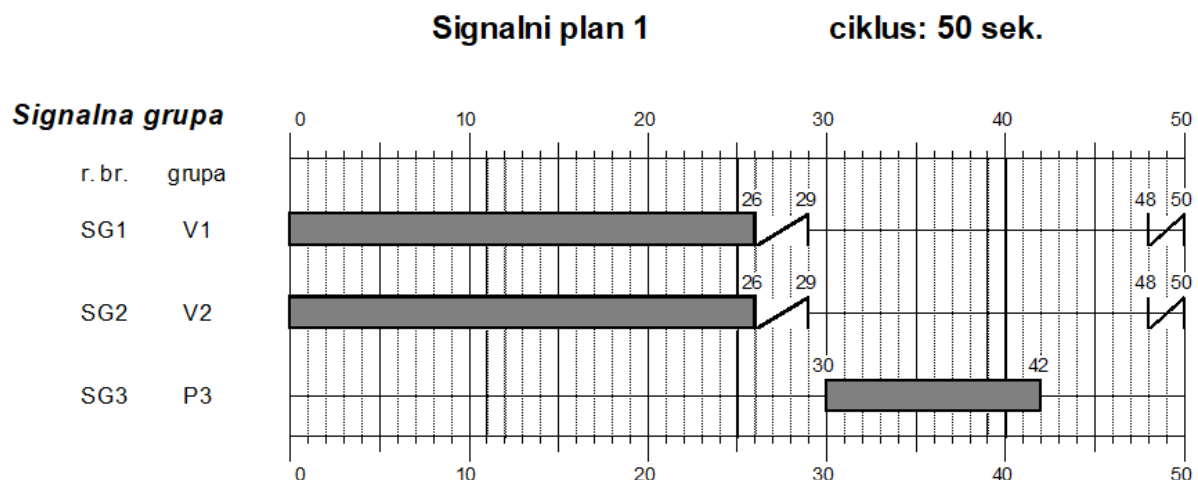 Signalni plan 1 ciklus: 50 sek.
Signalna grupa 0 10 20 30 40 50
r. br. grupa
26 29 48 50
SG1 V1
26 29 48 50
SG2 V2
30 42
SG3 P3
0 10 20 30 40 50